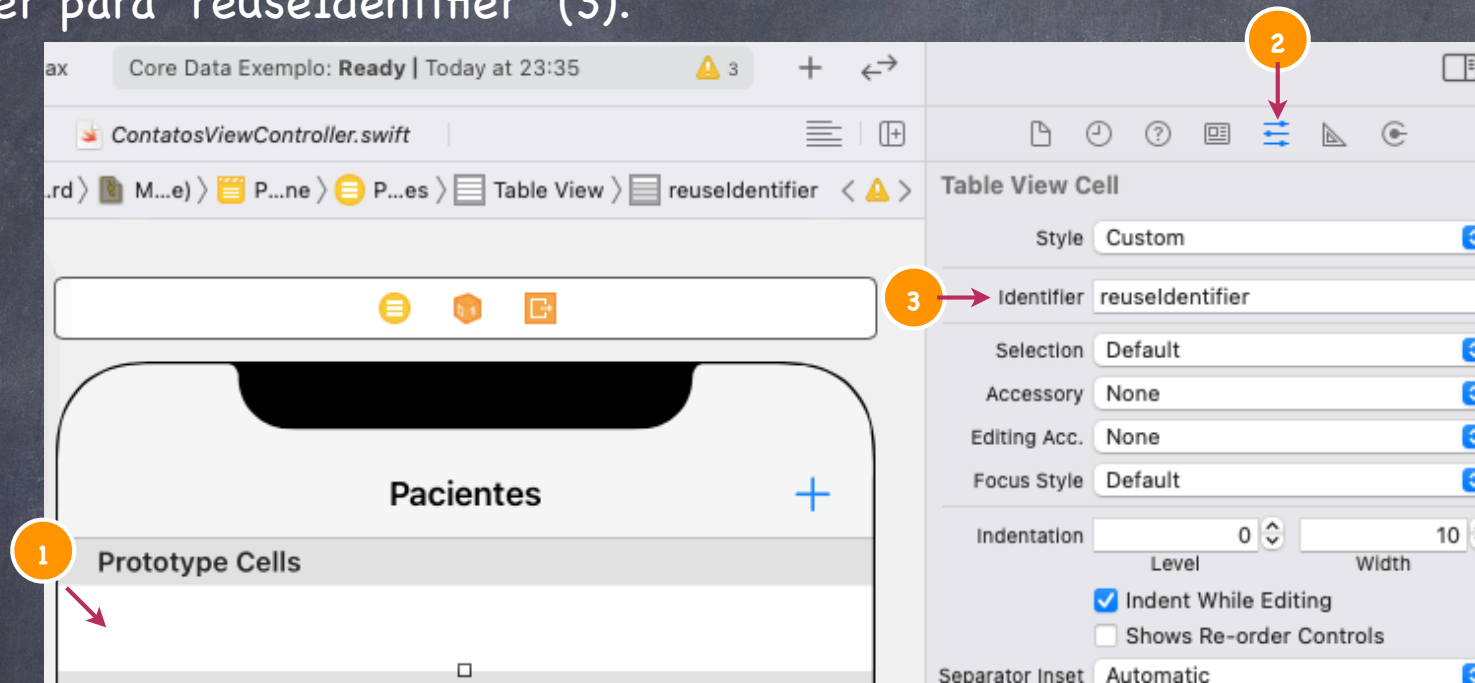 er para "reuseIdentifier" (3).
2
ax Core Data Exemplo: Ready | Today at 23:35 3
ContatosViewController.swift
..rd M...e) P...ne P...es Table View reuseIdentifier
Table View Cell
Style Custom
3 Identifier reuseIdentifier
Selection Default
Accessory None
Editing Acc. None
Focus Style Default
Pacientes
Indentation 0 10
Level Width
1 Prototype Cells
Indent While Editing
Shows Re-order Controls
Separator Inset Automatic